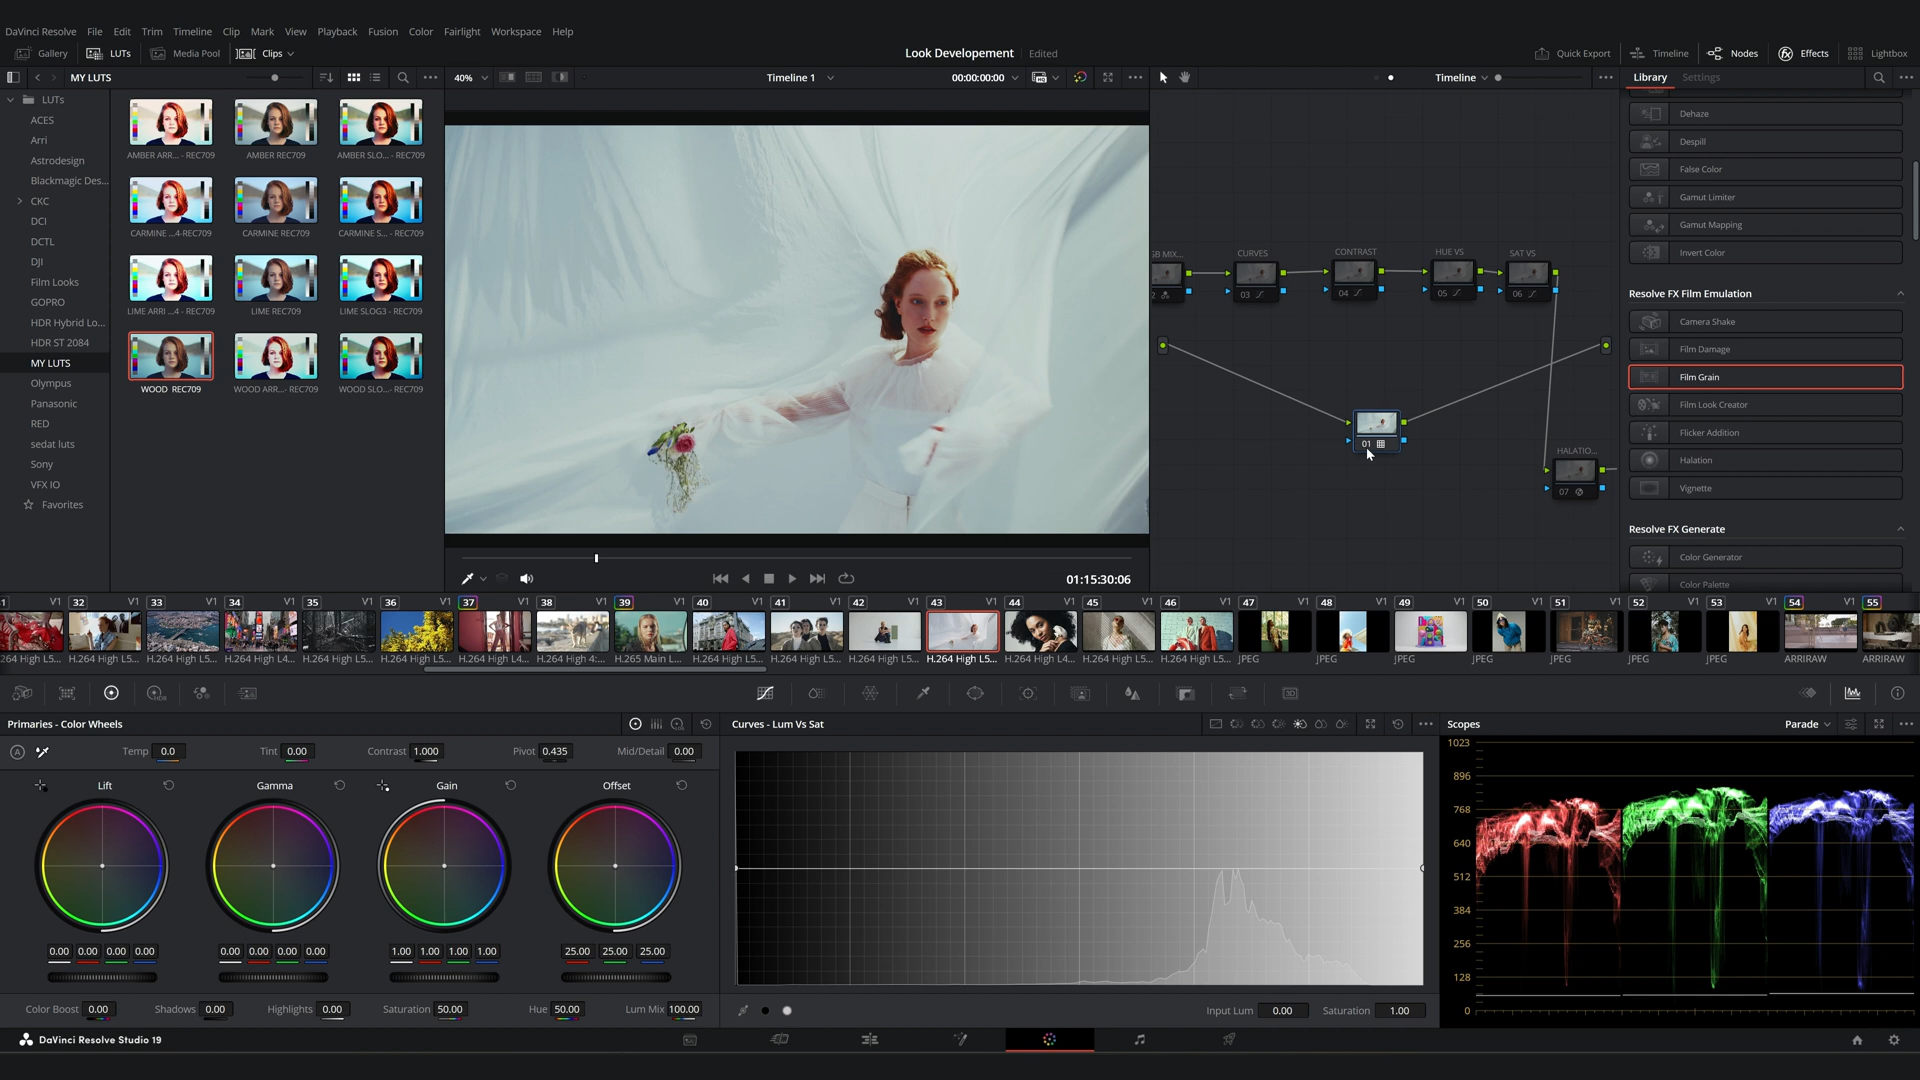 DaVinci Resolve File Edit Trim Timeline Clip Mark View Playback Fusion Color Fairlight Workspace Help
Gallery LUTs Media Pool Clips Look Developement Edited Quick Export Timeline Nodes Effects Lightbox
MY LUTS 40% Timeline 1 00:00:00:00 Timeline Library Settings
LUTs
ACES
Arri
Astrodesign
Blackmagic Des...
CKC
DCI
DCTL
DJI
Film Looks
GOPRO
HDR Hybrid Lo...
HDR ST 2084
MY LUTS
Olympus
Panasonic
RED
sedat luts
Sony
VFX IO
Favorites
AMBER ARR... - REC709 AMBER REC709 AMBER SLO... - REC709
CARMINE ...4-REC709 CARMINE REC709 CARMINE S... - REC709
LIME ARRI ...4 - REC709 LIME REC709 LIME SLOG3 - REC709
WOOD REC709 WOOD ARR... - REC709 WOOD SLO... - REC709
CURVES CONTRAST HUE VS SAT VS
03 04 05 06
01
HALATIO...
07
Dehaze
Despill
False Color
Gamut Limiter
Gamut Mapping
Invert Color
Resolve FX Film Emulation
Camera Shake
Film Damage
Film Grain
Film Look Creator
Flicker Addition
Halation
Vignette
Resolve FX Generate
Color Generator
Color Palette
01:15:30:06
V1 32 V1 33 V1 34 V1 35 V1 36 V1 37 V1 38 V1 39 V1 40 V1 41 V1 42 V1 43 V1 44 V1 45 V1 46 V1 47 V1 48 V1 49 V1 50 V1 51 V1 52 V1 53 V1 54 V1 55
264 High L5... H.264 High L5... H.264 High L5... H.264 High L4... H.264 High L5... H.264 High L5... H.264 High L4... H.264 High 4:... H.265 Main L... H.264 High L5... H.264 High L5... H.264 High L5... H.264 High L5... H.264 High L4... H.264 High L5... H.264 High L5... JPEG JPEG JPEG JPEG JPEG JPEG JPEG ARRIRAW ARRIRAW
Primaries - Color Wheels Curves - Lum Vs Sat Scopes Parade
Temp 0.0 Tint 0.00 Contrast 1.000 Pivot 0.435 Mid/Detail 0.00
Lift Gamma Gain Offset
0.00 0.00 0.00 0.00 0.00 0.00 0.00 0.00 1.00 1.00 1.00 1.00 25.00 25.00 25.00
Color Boost 0.00 Shadows 0.00 Highlights 0.00 Saturation 50.00 Hue 50.00 Lum Mix 100.00
Input Lum 0.00 Saturation 1.00
1023
896
768
640
512
384
256
128
0
DaVinci Resolve Studio 19